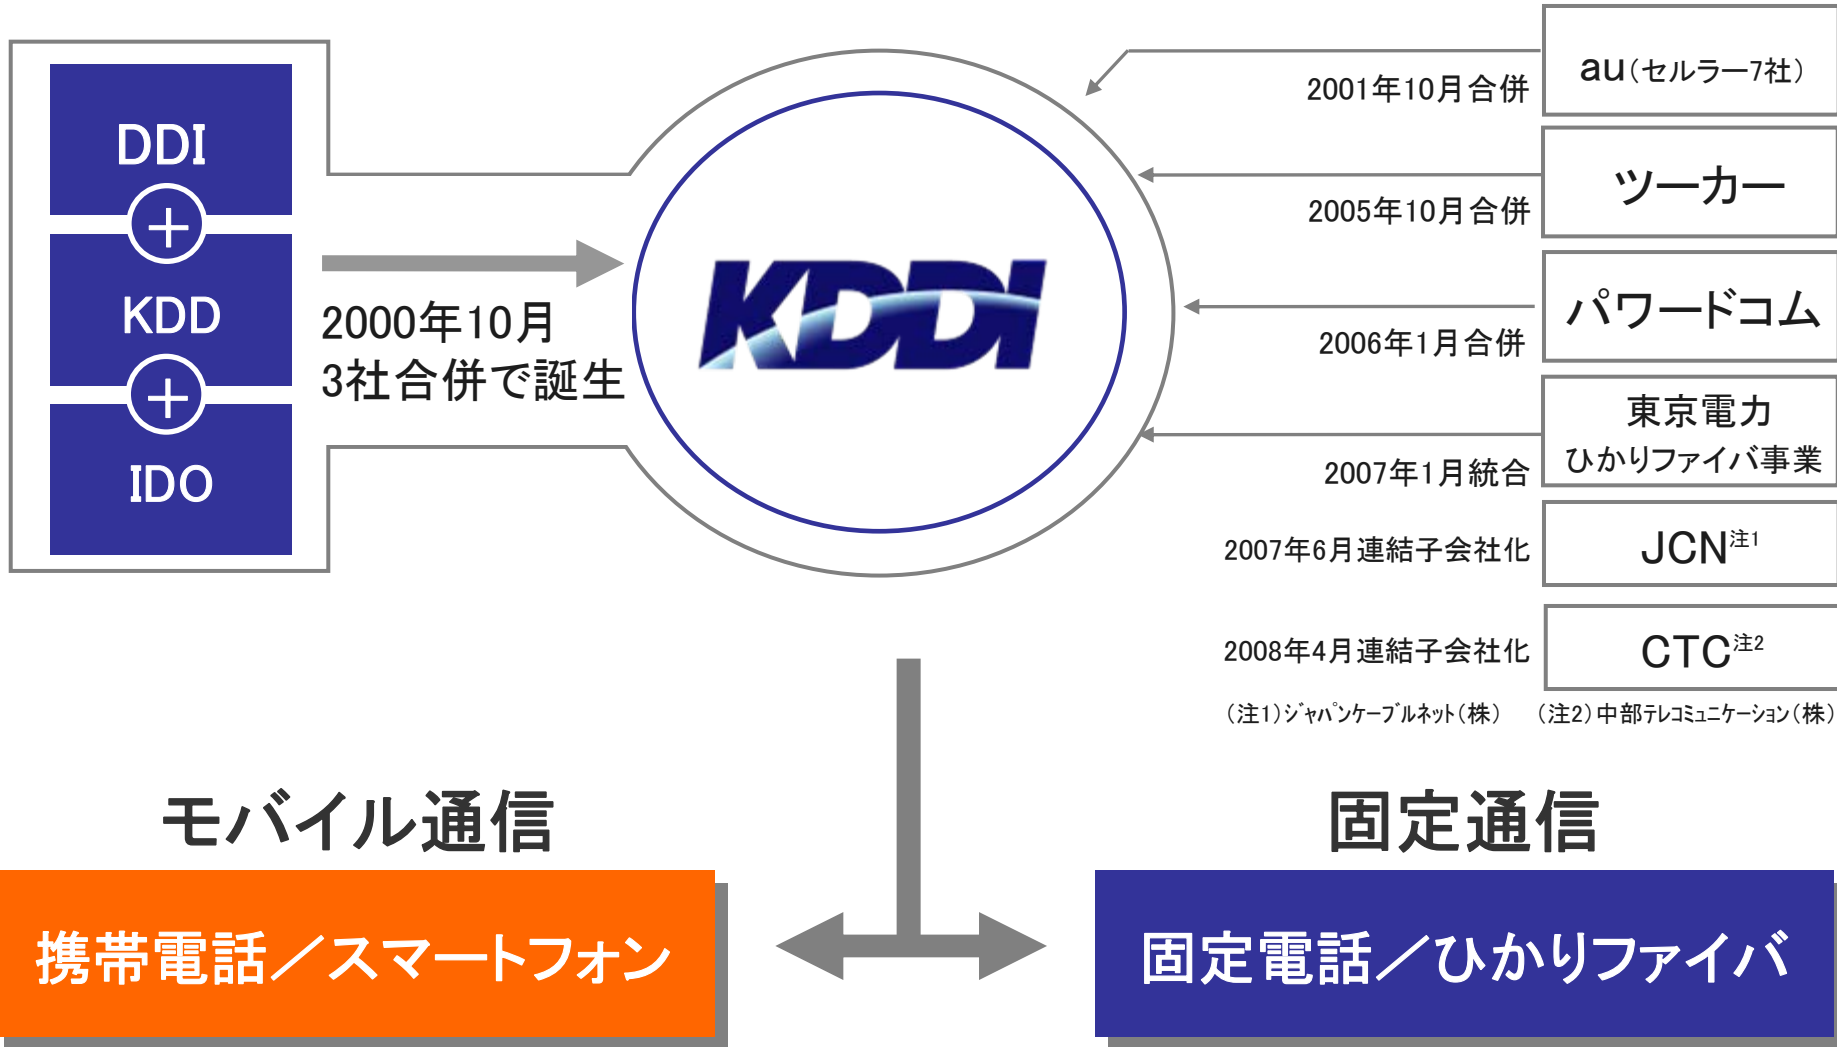 DDI
+
KDD
+
IDO
2000年10月
3社合併で誕生
KDDI
au(セルラー7社)
2001年10月合併
ツーカー
2005年10月合併
パワードコム
2006年1月合併
東京電力
ひかりファイバ事業
2007年1月統合
2007年6月連結子会社化
JCN注1
2008年4月連結子会社化
CTC注2
(注1)ジャパンケーブルネット(株) (注2)中部テレコミュニケーション(株)
モバイル通信
携帯電話/スマートフォン
固定通信
固定電話/ひかりファイバ